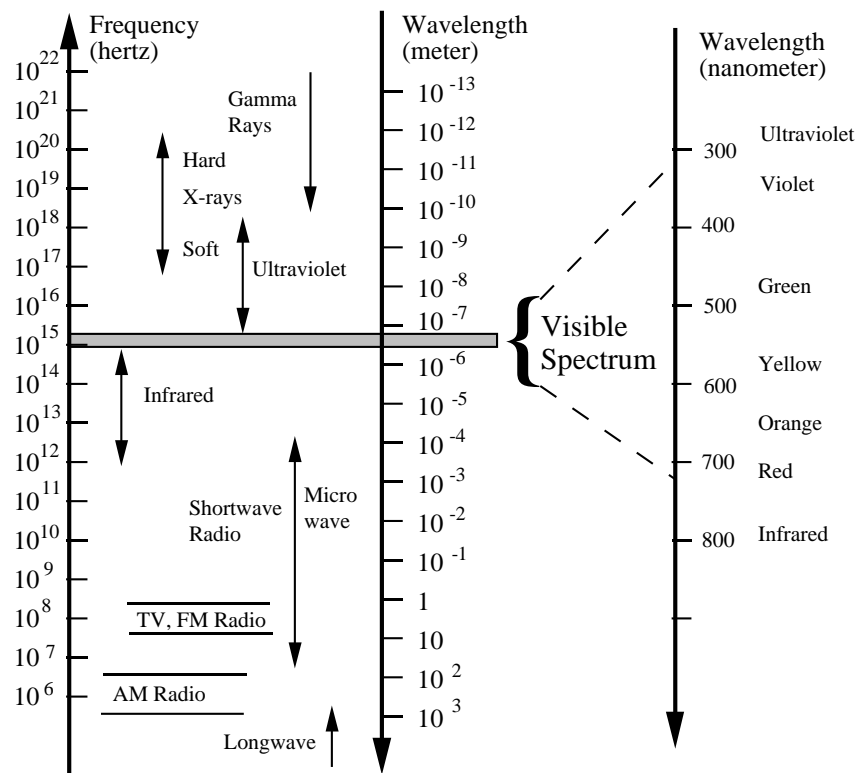 Frequency
(hertz)
10^22
10^21
10^20
10^19
10^18
10^17
10^16
10^15
10^14
10^13
10^12
10^11
10^10
10^9
10^8
10^7
10^6
Gamma
Rays
Hard
X-rays
Soft
Ultraviolet
Infrared
Shortwave
Radio
Micro
wave
TV, FM Radio
AM Radio
Longwave
Wavelength
(meter)
10^-13
10^-12
10^-11
10^-10
10^-9
10^-8
10^-7
10^-6
10^-5
10^-4
10^-3
10^-2
10^-1
1
10
10^2
10^3
Visible
Spectrum
Wavelength
(nanometer)
300
400
500
600
700
800
Ultraviolet
Violet
Green
Yellow
Orange
Red
Infrared